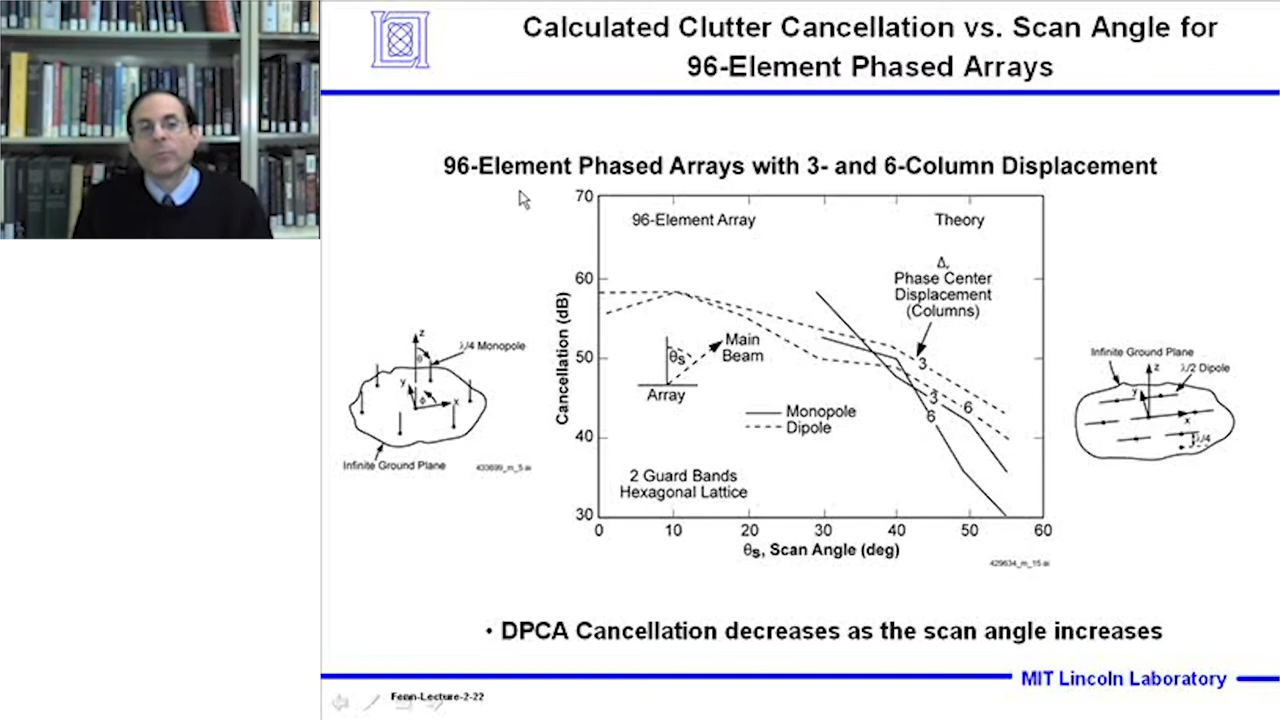 Calculated Clutter Cancellation vs. Scan Angle for
96-Element Phased Arrays
96-Element Phased Arrays with 3- and 6-Column Displacement
70
60
50
40
30
Cancellation (dB)
96-Element Array
Theory
Δ,
Phase Center
Displacement
(Columns)
θs
Main
Beam
Array
Monopole
Dipole
3
3
6
6
2 Guard Bands
Hexagonal Lattice
0
10
20
30
40
50
60
θs, Scan Angle (deg)
429634_m_15.ai
z
θ
λ/4 Monopole
y
ϕ
x
Infinite Ground Plane
433699_m_5.ai
Infinite Ground Plane
z
λ/2 Dipole
y
x
λ/4
• DPCA Cancellation decreases as the scan angle increases
MIT Lincoln Laboratory
Fenn-Lecture-2-22